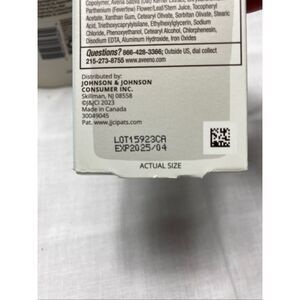 Copolymer, Avena Sativa (Oat) Kernel Extract,
Parthenium (Feverfew) Flower/Leaf/Stem Juice, Tocopheryl
Acetate, Xanthan Gum, Cetearyl Olivate, Sorbitan Olivate, Stearic
Acid, Triethoxycaprylylsilane, Ethylhexylglycerin, Sodium
Chloride, Phenoxyethanol, Cetearyl Alcohol, Chlorphenesin,
Disodium EDTA, Aluminum Hydroxide, Iron Oxides
Questions? 866-428-3366; Outside US, dial collect
215-273-8755 www.aveeno.com
Distributed by:
JOHNSON & JOHNSON
CONSUMER INC.
Skillman, NJ 08558
©J&JCI 2023
Made in Canada
30049045
Pat. www.jjcipats.com
LOT15923CA
EXP2025/04
ACTUAL SIZE